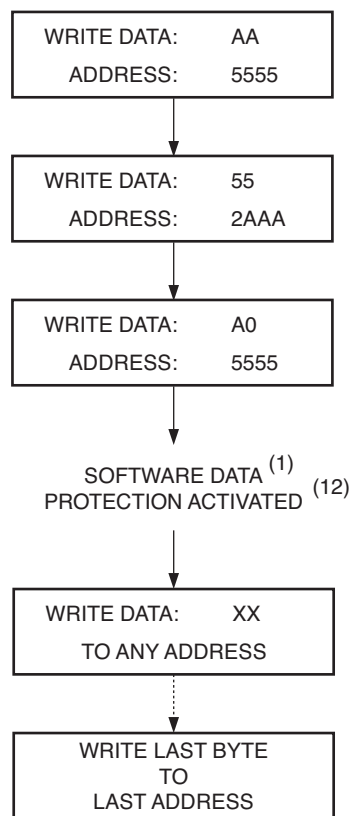 WRITE DATA: AA
ADDRESS: 5555
WRITE DATA: 55
ADDRESS: 2AAA
WRITE DATA: A0
ADDRESS: 5555
SOFTWARE DATA (1)
PROTECTION ACTIVATED (12)
WRITE DATA: XX
TO ANY ADDRESS
WRITE LAST BYTE
TO
LAST ADDRESS